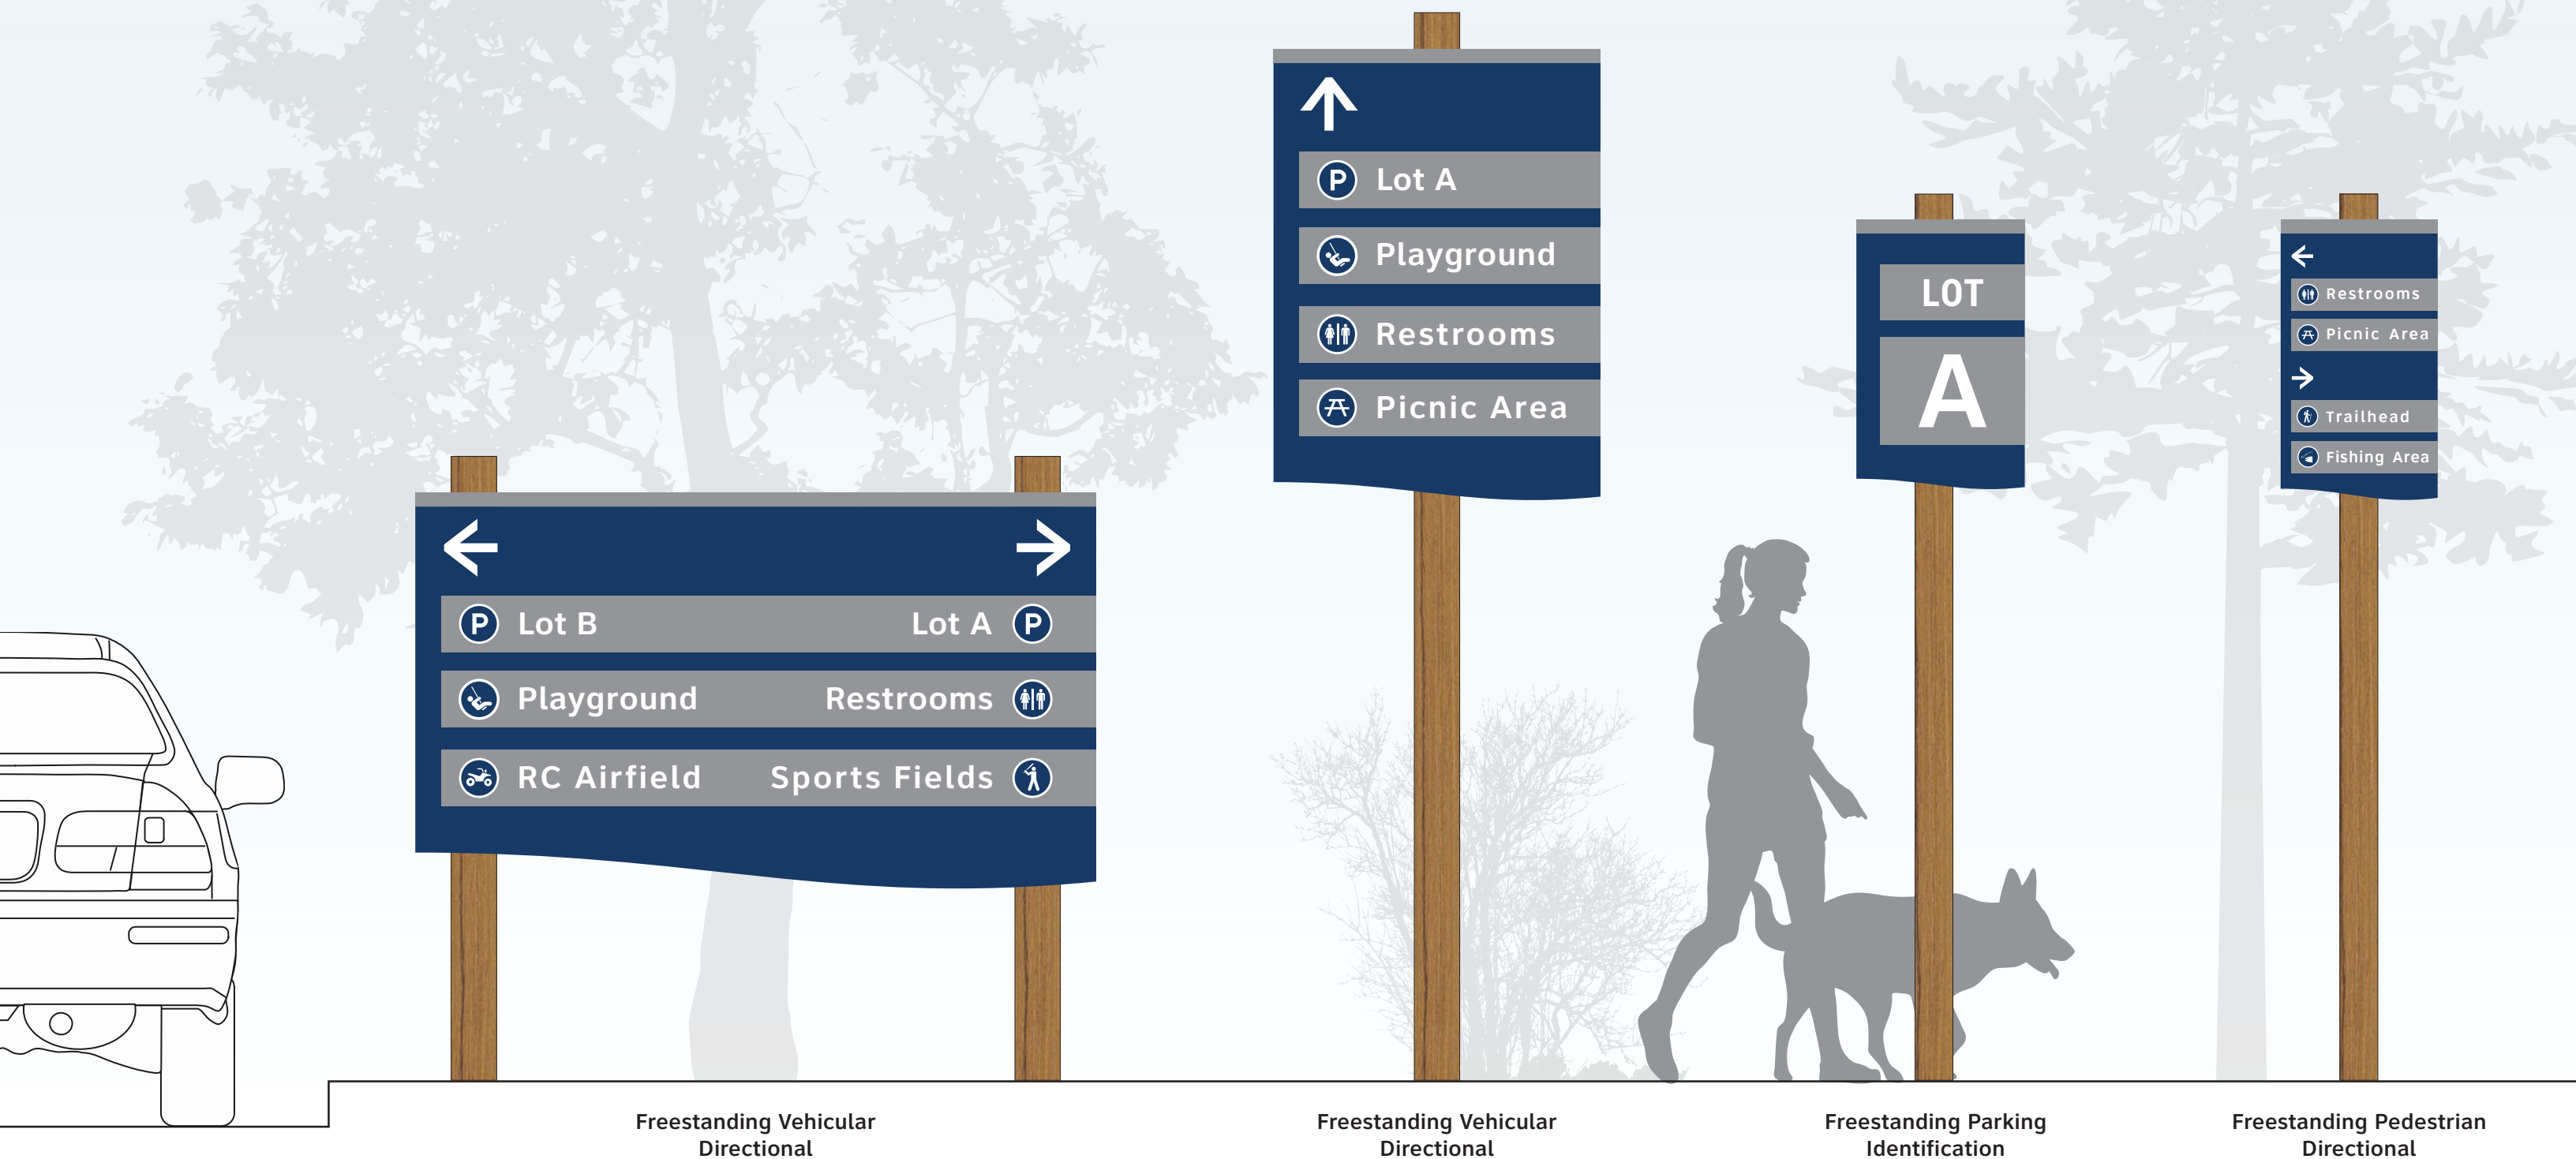 P Lot B Lot A P
Playground Restrooms
RC Airfield Sports Fields
P Lot A
Playground
Restrooms
Picnic Area
LOT
A
Restrooms
Picnic Area
Trailhead
Fishing Area
Freestanding Vehicular
Directional
Freestanding Vehicular
Directional
Freestanding Parking
Identification
Freestanding Pedestrian
Directional